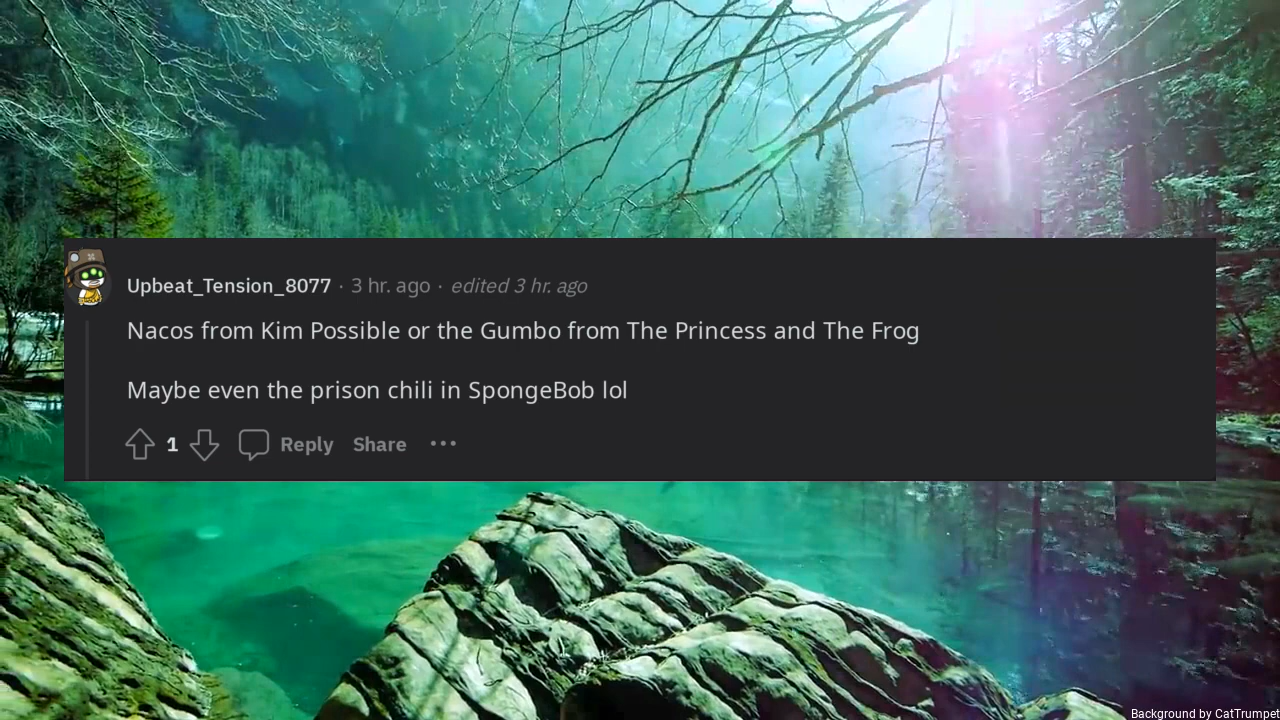 Upbeat_Tension_8077 · 3 hr. ago · edited 3 hr. ago
Nacos from Kim Possible or the Gumbo from The Princess and The Frog
Maybe even the prison chili in SpongeBob lol
1 Reply Share ···
Background by CatTrumpet